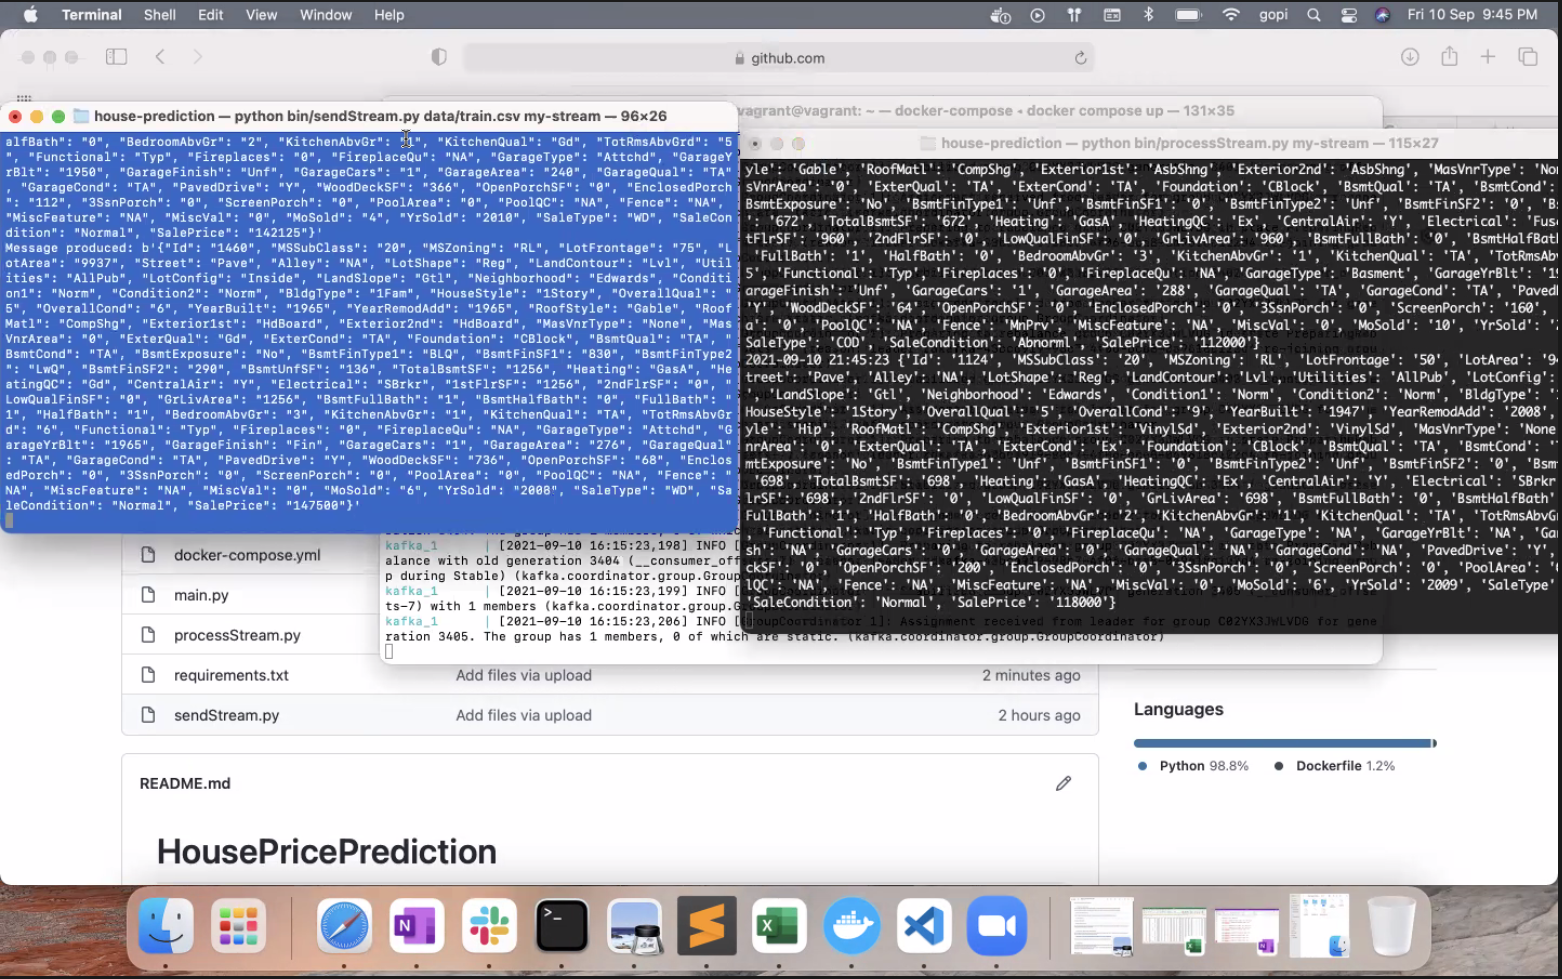 Terminal Shell Edit View Window Help gopi Fri 10 Sep 9:45 PM
github.com
vagrant@vagrant: ~ — docker-compose ◂ docker compose up — 131×35
house-prediction — python bin/sendStream.py data/train.csv my-stream — 96×26
alfBath": "0", "BedroomAbvGr": "2", "KitchenAbvGr": "1", "KitchenQual": "Gd", "TotRmsAbvGrd": "5
", "Functional": "Typ", "Fireplaces": "0", "FireplaceQu": "NA", "GarageType": "Attchd", "GarageY
rBlt": "1950", "GarageFinish": "Unf", "GarageCars": "1", "GarageArea": "240", "GarageQual": "TA"
, "GarageCond": "TA", "PavedDrive": "Y", "WoodDeckSF": "366", "OpenPorchSF": "0", "EnclosedPorch
": "112", "3SsnPorch": "0", "ScreenPorch": "0", "PoolArea": "0", "PoolQC": "NA", "Fence": "NA",
"MiscFeature": "NA", "MiscVal": "0", "MoSold": "4", "YrSold": "2010", "SaleType": "WD", "SaleCon
dition": "Normal", "SalePrice": "142125"}'
Message produced: b'{"Id": "1460", "MSSubClass": "20", "MSZoning": "RL", "LotFrontage": "75", "L
otArea": "9937", "Street": "Pave", "Alley": "NA", "LotShape": "Reg", "LandContour": "Lvl", "Util
ities": "AllPub", "LotConfig": "Inside", "LandSlope": "Gtl", "Neighborhood": "Edwards", "Conditi
on1": "Norm", "Condition2": "Norm", "BldgType": "1Fam", "HouseStyle": "1Story", "OverallQual": "
5", "OverallCond": "6", "YearBuilt": "1965", "YearRemodAdd": "1965", "RoofStyle": "Gable", "Roof
Matl": "CompShg", "Exterior1st": "HdBoard", "Exterior2nd": "HdBoard", "MasVnrType": "None", "Mas
VnrArea": "0", "ExterQual": "Gd", "ExterCond": "TA", "Foundation": "CBlock", "BsmtQual": "TA", "
BsmtCond": "TA", "BsmtExposure": "No", "BsmtFinType1": "BLQ", "BsmtFinSF1": "830", "BsmtFinType2
": "LwQ", "BsmtFinSF2": "290", "BsmtUnfSF": "136", "TotalBsmtSF": "1256", "Heating": "GasA", "He
atingQC": "Gd", "CentralAir": "Y", "Electrical": "SBrkr", "1stFlrSF": "1256", "2ndFlrSF": "0", "
LowQualFinSF": "0", "GrLivArea": "1256", "BsmtFullBath": "1", "BsmtHalfBath": "0", "FullBath": "
1", "HalfBath": "1", "BedroomAbvGr": "3", "KitchenAbvGr": "1", "KitchenQual": "TA", "TotRmsAbvGr
d": "6", "Functional": "Typ", "Fireplaces": "0", "FireplaceQu": "NA", "GarageType": "Attchd", "G
arageYrBlt": "1965", "GarageFinish": "Fin", "GarageCars": "1", "GarageArea": "276", "GarageQual"
: "TA", "GarageCond": "TA", "PavedDrive": "Y", "WoodDeckSF": "736", "OpenPorchSF": "68", "Enclos
edPorch": "0", "3SsnPorch": "0", "ScreenPorch": "0", "PoolArea": "0", "PoolQC": "NA", "Fence": "
NA", "MiscFeature": "NA", "MiscVal": "0", "MoSold": "6", "YrSold": "2008", "SaleType": "WD", "Sa
leCondition": "Normal", "SalePrice": "147500"}'
house-prediction — python bin/processStream.py my-stream — 115×27
yle': 'Gable', 'RoofMatl': 'CompShg', 'Exterior1st': 'AsbShng', 'Exterior2nd': 'AsbShng', 'MasVnrType': 'No
sVnrArea': '0', 'ExterQual': 'TA', 'ExterCond': 'TA', 'Foundation': 'CBlock', 'BsmtQual': 'TA', 'BsmtCond':
BsmtExposure': 'No', 'BsmtFinType1': 'Unf', 'BsmtFinSF1': '0', 'BsmtFinType2': 'Unf', 'BsmtFinSF2': '0', 'B
F': '672', 'TotalBsmtSF': '672', 'Heating': 'GasA', 'HeatingQC': 'Ex', 'CentralAir': 'Y', 'Electrical': 'Fus
tFlrSF': '960', '2ndFlrSF': '0', 'LowQualFinSF': '0', 'GrLivArea': '960', 'BsmtFullBath': '0', 'BsmtHalfBath
'FullBath': '1', 'HalfBath': '0', 'BedroomAbvGr': '3', 'KitchenAbvGr': '1', 'KitchenQual': 'TA', 'TotRmsAbv
5', 'Functional': 'Typ', 'Fireplaces': '0', 'FireplaceQu': 'NA', 'GarageType': 'Basment', 'GarageYrBlt': '1
arageFinish': 'Unf', 'GarageCars': '1', 'GarageArea': '288', 'GarageQual': 'TA', 'GarageCond': 'TA', 'Paved
'Y', 'WoodDeckSF': '64', 'OpenPorchSF': '0', 'EnclosedPorch': '0', '3SsnPorch': '0', 'ScreenPorch': '160',
a': '0', 'PoolQC': 'NA', 'Fence': 'MnPrv', 'MiscFeature': 'NA', 'MiscVal': '0', 'MoSold': '10', 'YrSold': '
SaleType': 'COD', 'SaleCondition': 'Abnorml', 'SalePrice': '112000'}
2021-09-10 21:45:23 {'Id': '1124', 'MSSubClass': '20', 'MSZoning': 'RL', 'LotFrontage': '50', 'LotArea': '9
treet': 'Pave', 'Alley': 'NA', 'LotShape': 'Reg', 'LandContour': 'Lvl', 'Utilities': 'AllPub', 'LotConfig':
'LandSlope': 'Gtl', 'Neighborhood': 'Edwards', 'Condition1': 'Norm', 'Condition2': 'Norm', 'BldgType': '1
HouseStyle': '1Story', 'OverallQual': '5', 'OverallCond': '9', 'YearBuilt': '1947', 'YearRemodAdd': '2008',
yle': 'Hip', 'RoofMatl': 'CompShg', 'Exterior1st': 'VinylSd', 'Exterior2nd': 'VinylSd', 'MasVnrType': 'None
nrArea': '0', 'ExterQual': 'TA', 'ExterCond': 'TA', 'Foundation': 'CBlock', 'BsmtQual': 'TA', 'BsmtCond': '
mtExposure': 'No', 'BsmtFinType1': 'Unf', 'BsmtFinSF1': '0', 'BsmtFinType2': 'Unf', 'BsmtFinSF2': '0', 'Bsm
'698', 'TotalBsmtSF': '698', 'Heating': 'GasA', 'HeatingQC': 'Ex', 'CentralAir': 'Y', 'Electrical': 'SBrkr
lrSF': '698', '2ndFlrSF': '0', 'LowQualFinSF': '0', 'GrLivArea': '698', 'BsmtFullBath': '0', 'BsmtHalfBath'
FullBath': '1', 'HalfBath': '0', 'BedroomAbvGr': '2', 'KitchenAbvGr': '1', 'KitchenQual': 'TA', 'TotRmsAbvG
'Functional': 'Typ', 'Fireplaces': '0', 'FireplaceQu': 'NA', 'GarageType': 'NA', 'GarageYrBlt': 'NA', 'Ga
sh': 'NA', 'GarageCars': '0', 'GarageArea': '0', 'GarageQual': 'NA', 'GarageCond': 'NA', 'PavedDrive': 'Y',
ckSF': '0', 'OpenPorchSF': '200', 'EnclosedPorch': '0', '3SsnPorch': '0', 'ScreenPorch': '0', 'PoolArea': '
lQC': 'NA', 'Fence': 'NA', 'MiscFeature': 'NA', 'MiscVal': '0', 'MoSold': '6', 'YrSold': '2009', 'SaleType'
'SaleCondition': 'Normal', 'SalePrice': '118000'}
kafka_1 | [2021-09-10 16:15:23,198] INFO [
alance with old generation 3404 (__consumer_off
p during Stable) (kafka.coordinator.group.Group
kafka_1 | [2021-09-10 16:15:23,199] INFO [
ts-7) with 1 members (kafka.coordinator.group.G
kafka_1 | [2021-09-10 16:15:23,206] INFO [GroupCoordinator 1]: Assignment received from leader for group C02YX3JWLVDG for gene
ration 3405. The group has 1 members, 0 of which are static. (kafka.coordinator.group.GroupCoordinator)
docker-compose.yml
main.py
processStream.py
requirements.txt Add files via upload 2 minutes ago
sendStream.py Add files via upload 2 hours ago
Languages
Python 98.8% Dockerfile 1.2%
README.md
HousePricePrediction